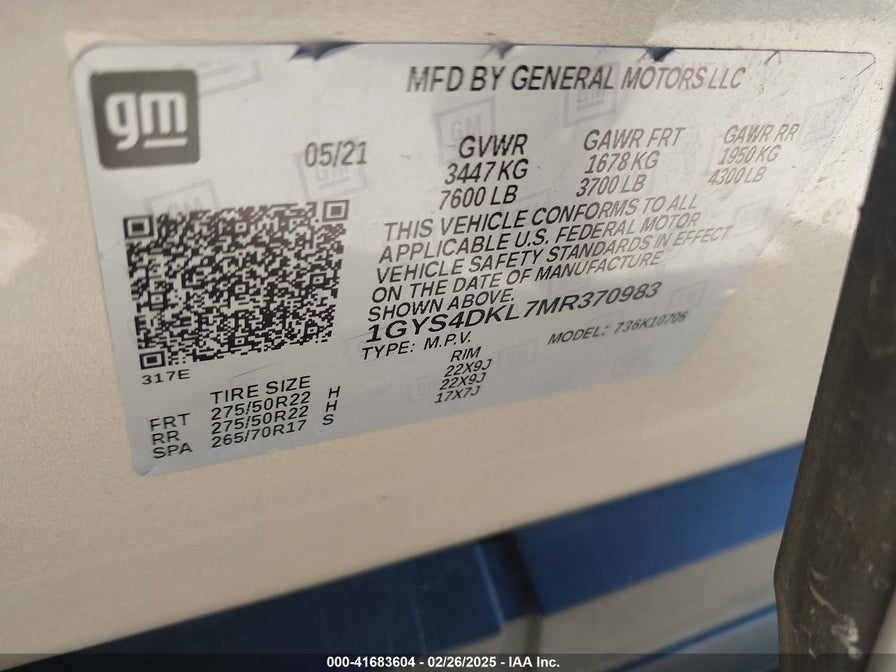 gm
MFD BY GENERAL MOTORS LLC
05/21
GVWR
3447 KG
7600 LB
GAWR FRT
1678 KG
3700 LB
GAWR RR
1950 KG
4300 LB
THIS VEHICLE CONFORMS TO ALL
APPLICABLE U.S. FEDERAL MOTOR
VEHICLE SAFETY STANDARDS IN EFFECT
ON THE DATE OF MANUFACTURE
SHOWN ABOVE.
1GYS4DKL7MR370983
TYPE: M.P.V.
MODEL: 736K10706
317E
TIRE SIZE
RIM
FRT 275/50R22 H 22X9J
RR 275/50R22 H 22X9J
SPA 265/70R17 S 17X7J
000-41683604 - 02/26/2025 - IAA Inc.